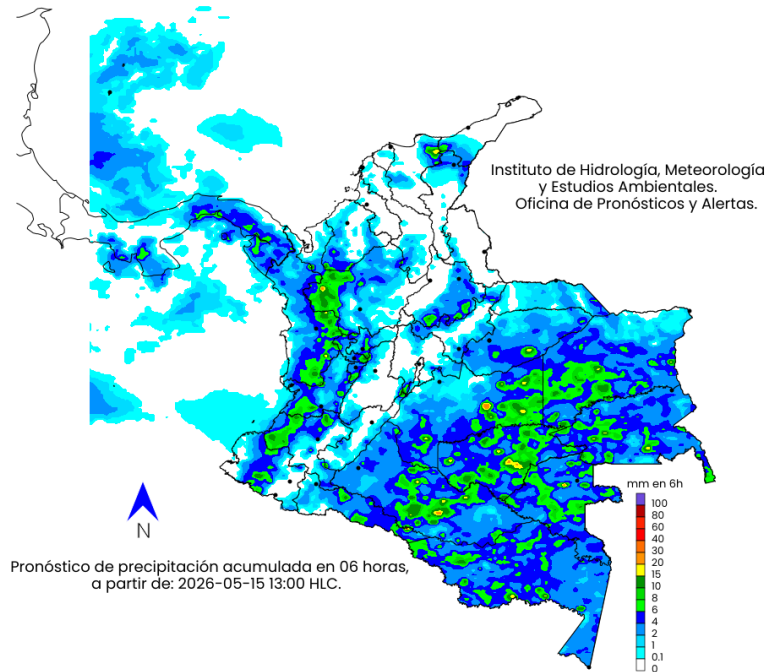 Instituto de Hidrología, Meteorología
y Estudios Ambientales.
Oficina de Pronósticos y Alertas.
mm en 6h
100
80
60
40
30
20
15
10
8
6
4
2
1
0.1
0
N
Pronóstico de precipitación acumulada en 06 horas,
a partir de: 2026-05-15 13:00 HLC.